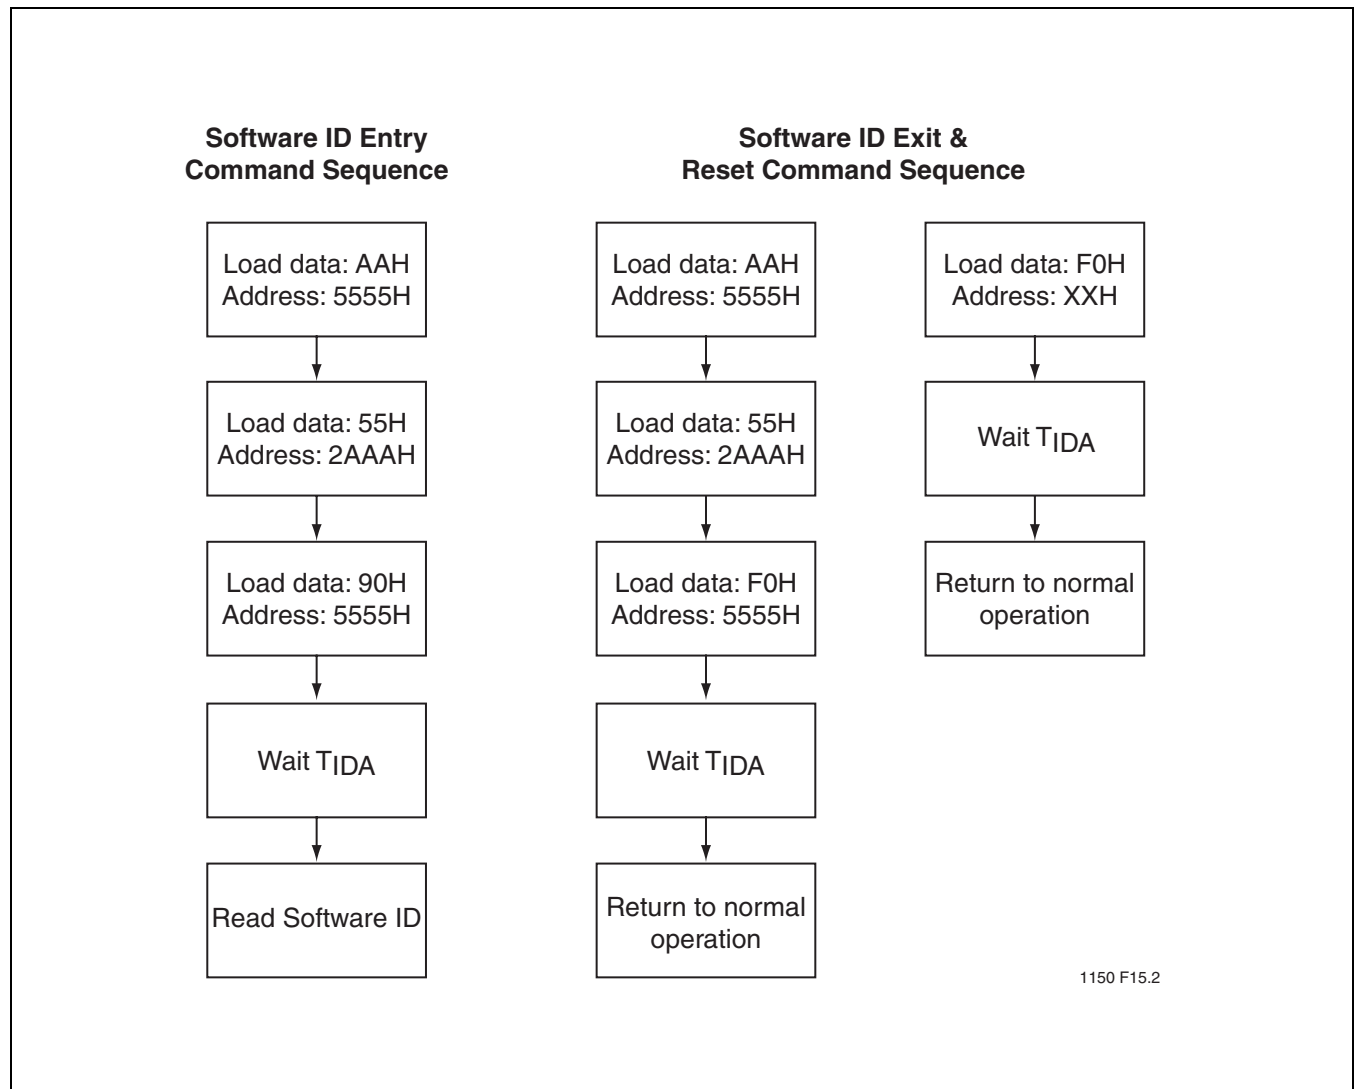 Software ID Entry
Command Sequence
Load data: AAH
Address: 5555H
Load data: 55H
Address: 2AAAH
Load data: 90H
Address: 5555H
Wait TIDA
Read Software ID
Software ID Exit &
Reset Command Sequence
Load data: AAH
Address: 5555H
Load data: 55H
Address: 2AAAH
Load data: F0H
Address: 5555H
Wait TIDA
Return to normal
operation
Load data: F0H
Address: XXH
Wait TIDA
Return to normal
operation
1150 F15.2